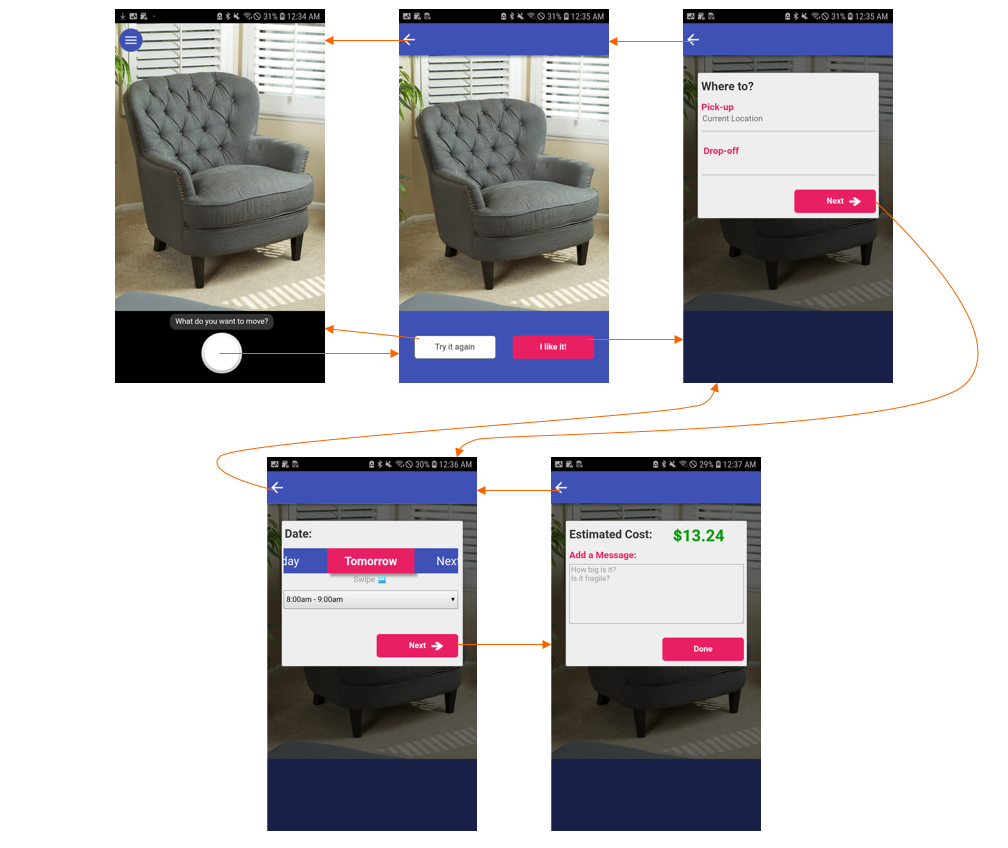 31% 12:34 AM
31% 12:35 AM
31% 12:35 AM
Where to?
Pick-up
Current Location
Drop-off
Next
What do you want to move?
Try it again
I like it!
30% 12:36 AM
29% 12:37 AM
Date:
day Tomorrow Next
Swipe
8:00am - 9:00am
Next
Estimated Cost: $13.24
Add a Message:
How big is it?
Is it fragile?
Done